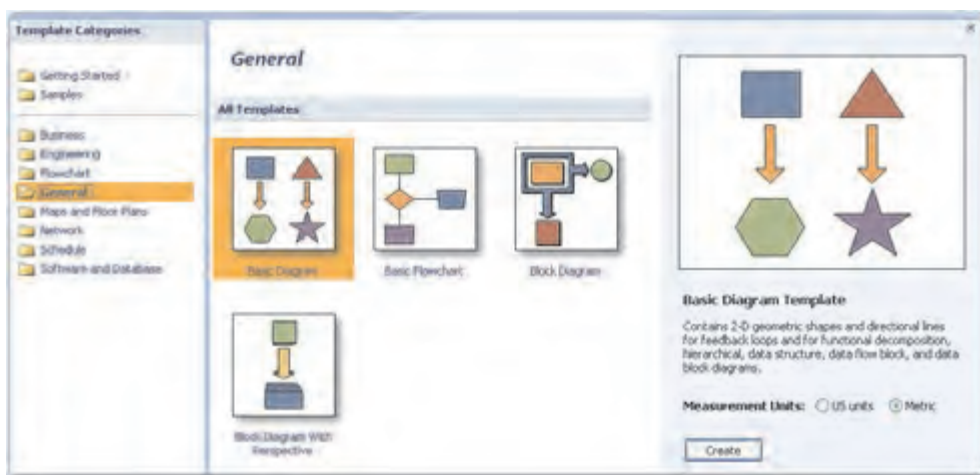 Template Categories
Getting Started
Samples
Business
Engineering
Flowchart
General
Maps and Floor Plans
Network
Schedule
Software and Database
General
All Templates
Basic Diagram
Basic Flowchart
Block Diagram
Block Diagram With
Perspective
Basic Diagram Template
Contains 2-D geometric shapes and directional lines
for feedback loops and for functional decomposition,
hierarchical, data structure, data flow block, and data
block diagrams.
Measurement Units: US units Metric
Create